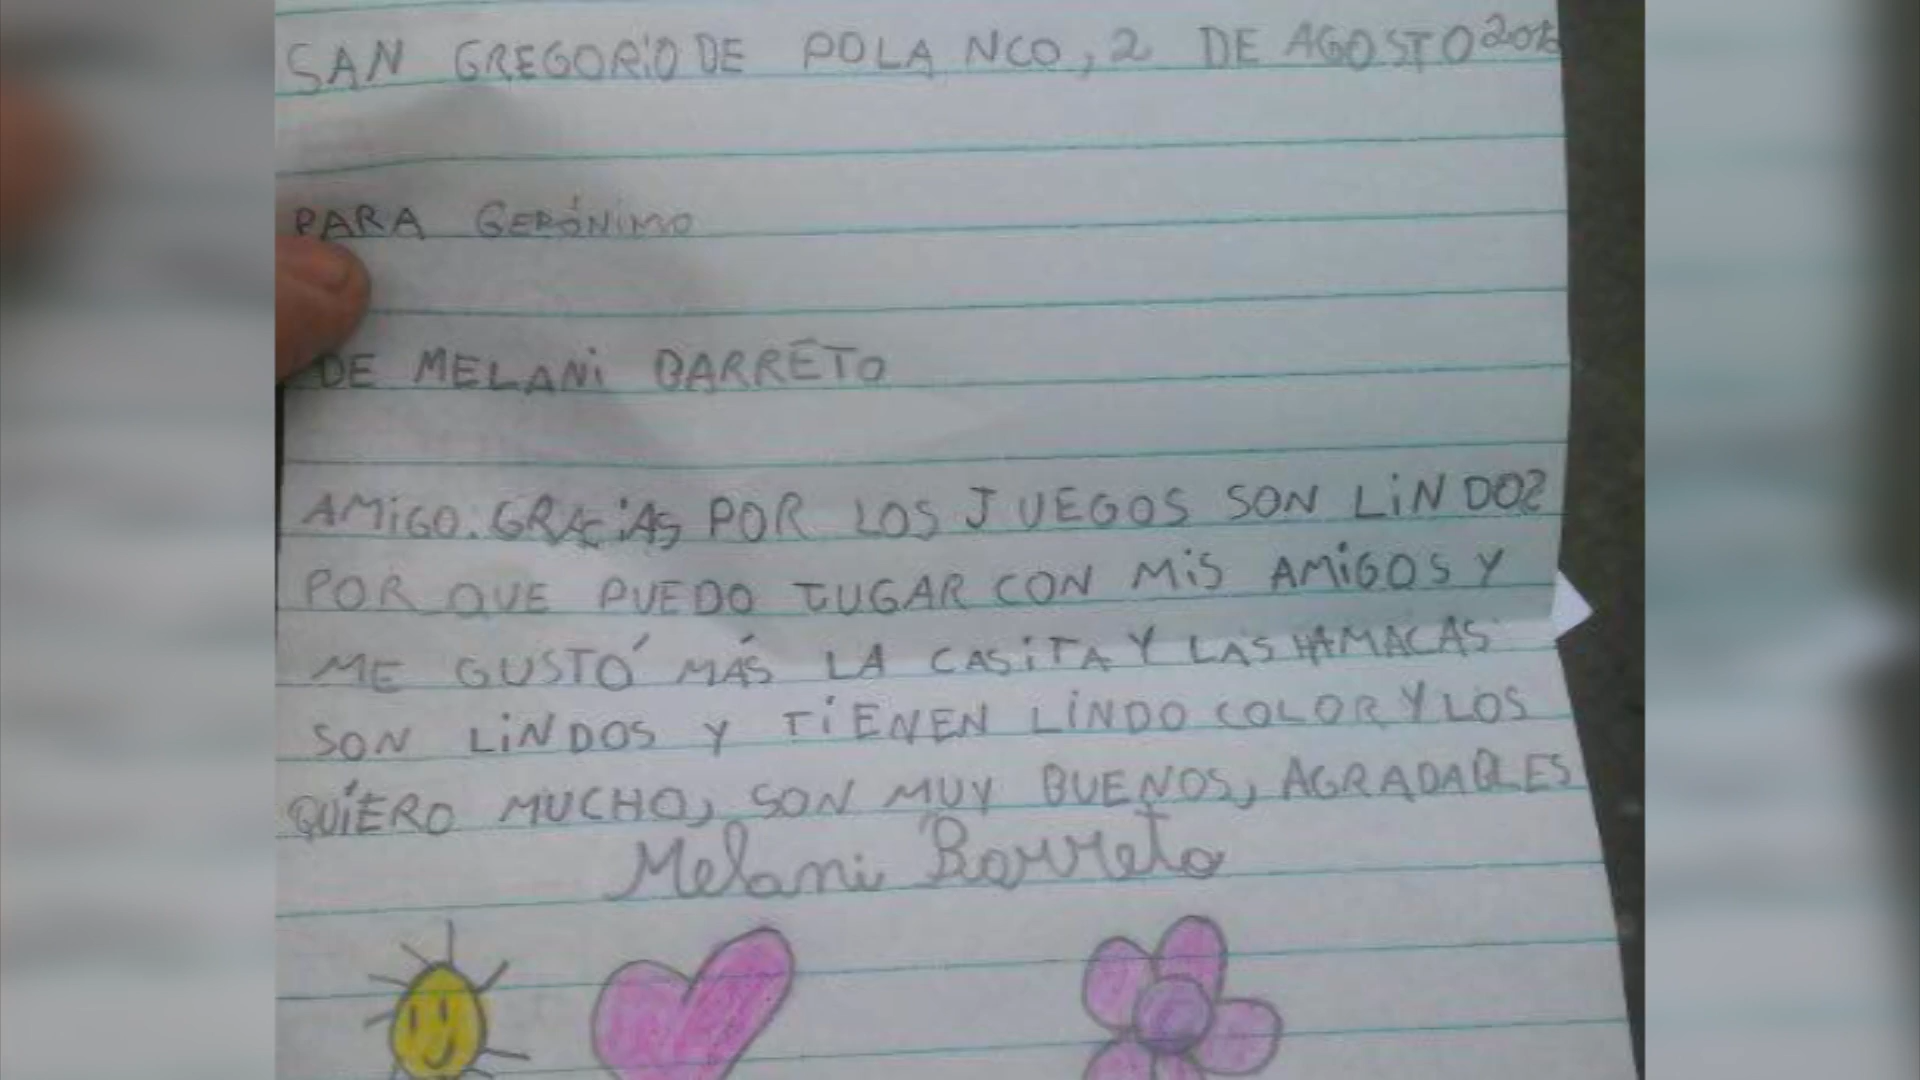 SAN GREGORiO DE POLANCO, 2 DE AGOSTO
PARA GERÓNiMO
DE MELANi BARRETO
AMiGO. GRACiAS POR LOS JUEGOS SON LiNDOS
POR QUE PUEDO JUGAR CON MiS AMiGOS Y
ME GUSTÓ MÁS LA CASiTA Y LAS HAMACAS
SON LiNDOS Y TiENEN LiNDO COLOR Y LOS
QUiERO MUCHO, SON MUY BUENOS, AGRADABLES
Melani Barreto